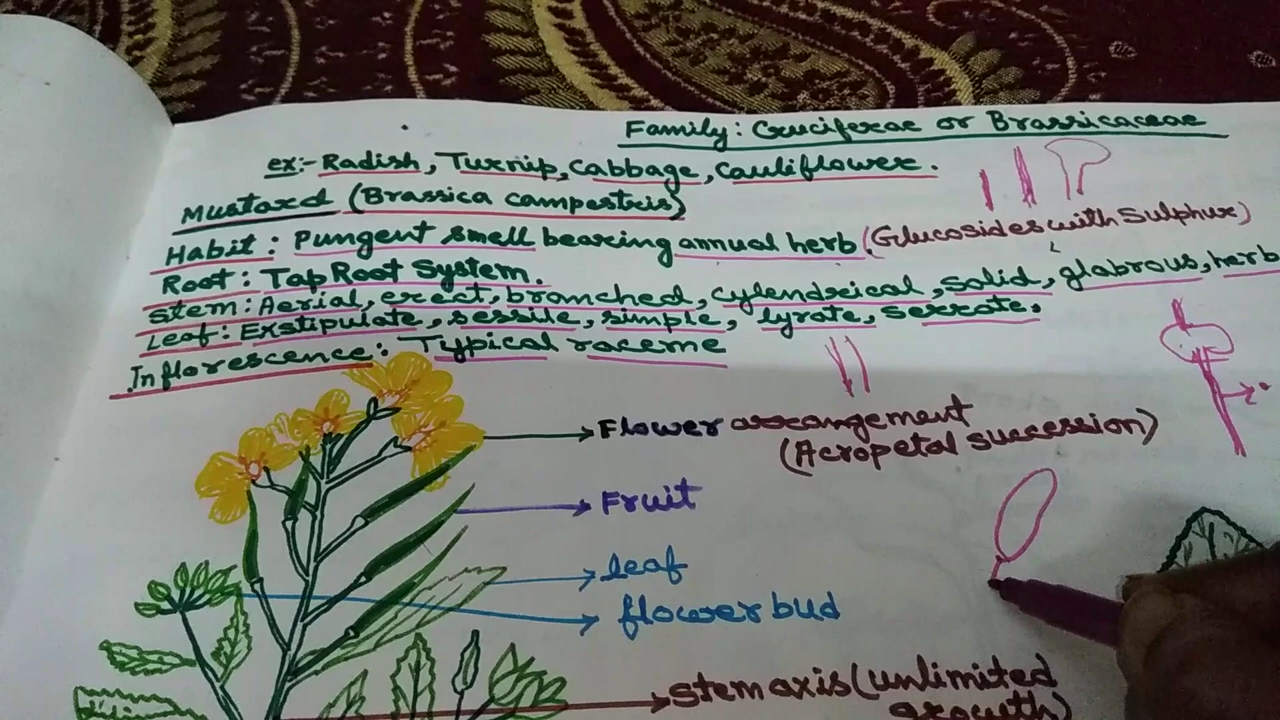 Family: Cruciferae or Brassicaceae
ex:- Radish, Turnip, Cabbage, Cauliflower.
Mustard (Brassica campestris)
Habit: Pungent smell bearing annual herb. (Glucosides with Sulphur)
Root: Tap Root System.
Stem: Aerial, erect, branched, cylendrical, solid, glabrous, herb
Leaf: Exstipulate, sessile, simple, lyrate, serrate.
Inflorescence: Typical raceme
Flower arrangement
(Acropetal succession)
Fruit
leaf
flower bud
stem axis (unlimited
growth)